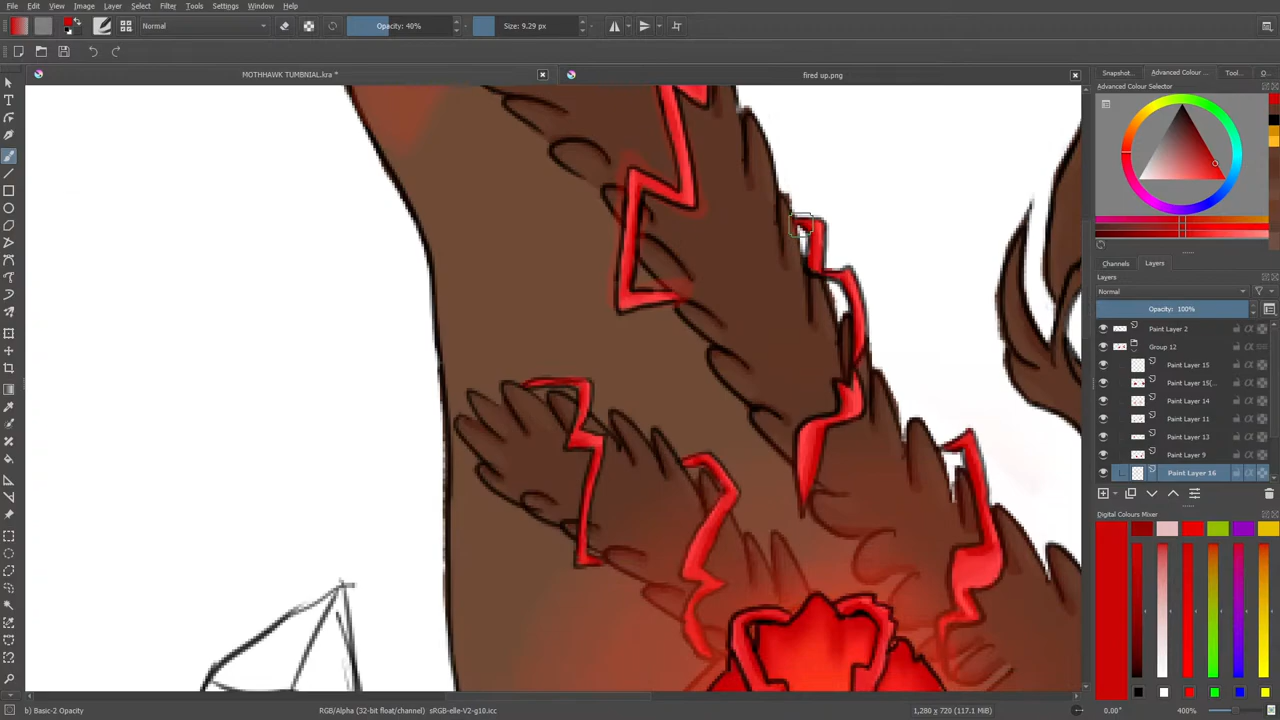 File Edit View Image Layer Select Filter Tools Settings Window Help
Normal Opacity: 40% Size: 9.29 px
MOTHHAWK TUMBNIAL.kra * fired up.png
Snapshot... Advanced Colour ... Tool... O...
Advanced Colour Selector
Channels Layers
Layers
Normal
Opacity: 100%
Paint Layer 2
Group 12
Paint Layer 15
Paint Layer 15(...
Paint Layer 14
Paint Layer 11
Paint Layer 13
Paint Layer 9
Paint Layer 16
Digital Colours Mixer
b) Basic-2 Opacity RGB/Alpha (32-bit float/channel) sRGB-elle-V2-g10.icc 1,280 x 720 (117.1 MiB) 0.00° 400%